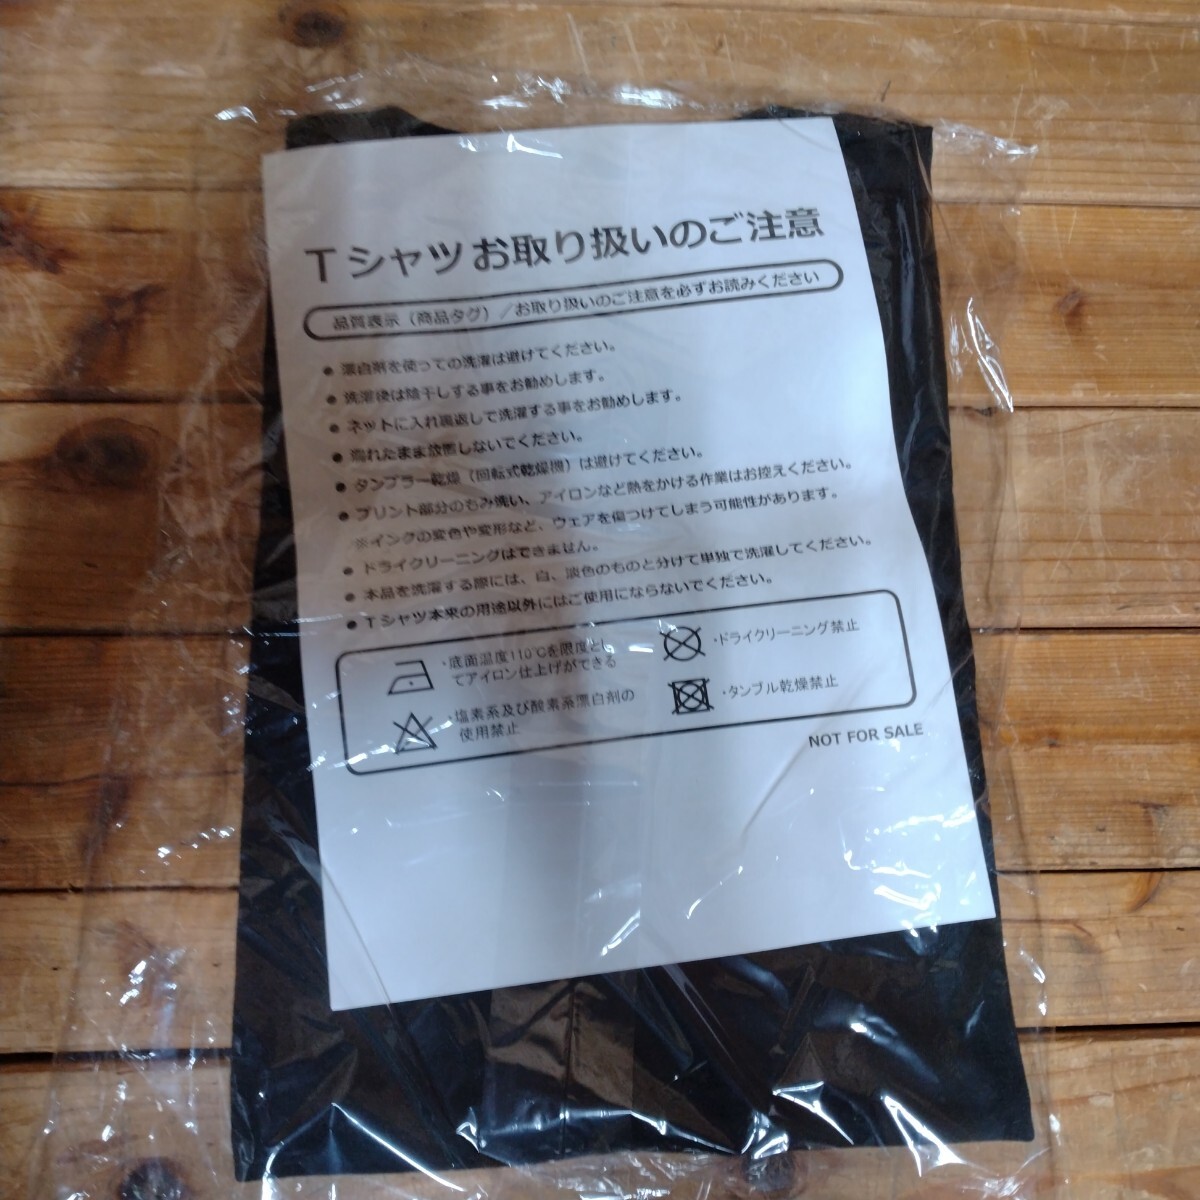 Tシャツお取り扱いのご注意
品質表示（商品タグ）／お取り扱いのご注意を必ずお読みください
● 漂白剤を使っての洗濯は避けてください。
● 洗濯後は陰干しする事をお勧めします。
● ネットに入れ裏返して洗濯する事をお勧めします。
● 濡れたまま放置しないでください。
● タンブラー乾燥（回転式乾燥機）は避けてください。
● プリント部分のもみ洗い、アイロンなど熱をかける作業はお控えください。
※インクの変色や変形など、ウェアを傷つけてしまう可能性があります。
● ドライクリーニングはできません。
● 本品を洗濯する際には、白、淡色のものと分けて単独で洗濯してください。
● Tシャツ本来の用途以外にはご使用にならないでください。
・底面温度110℃を限度とし
てアイロン仕上げができる
・塩素系及び酸素系漂白剤の
使用禁止
・ドライクリーニング禁止
・タンブル乾燥禁止
NOT FOR SALE